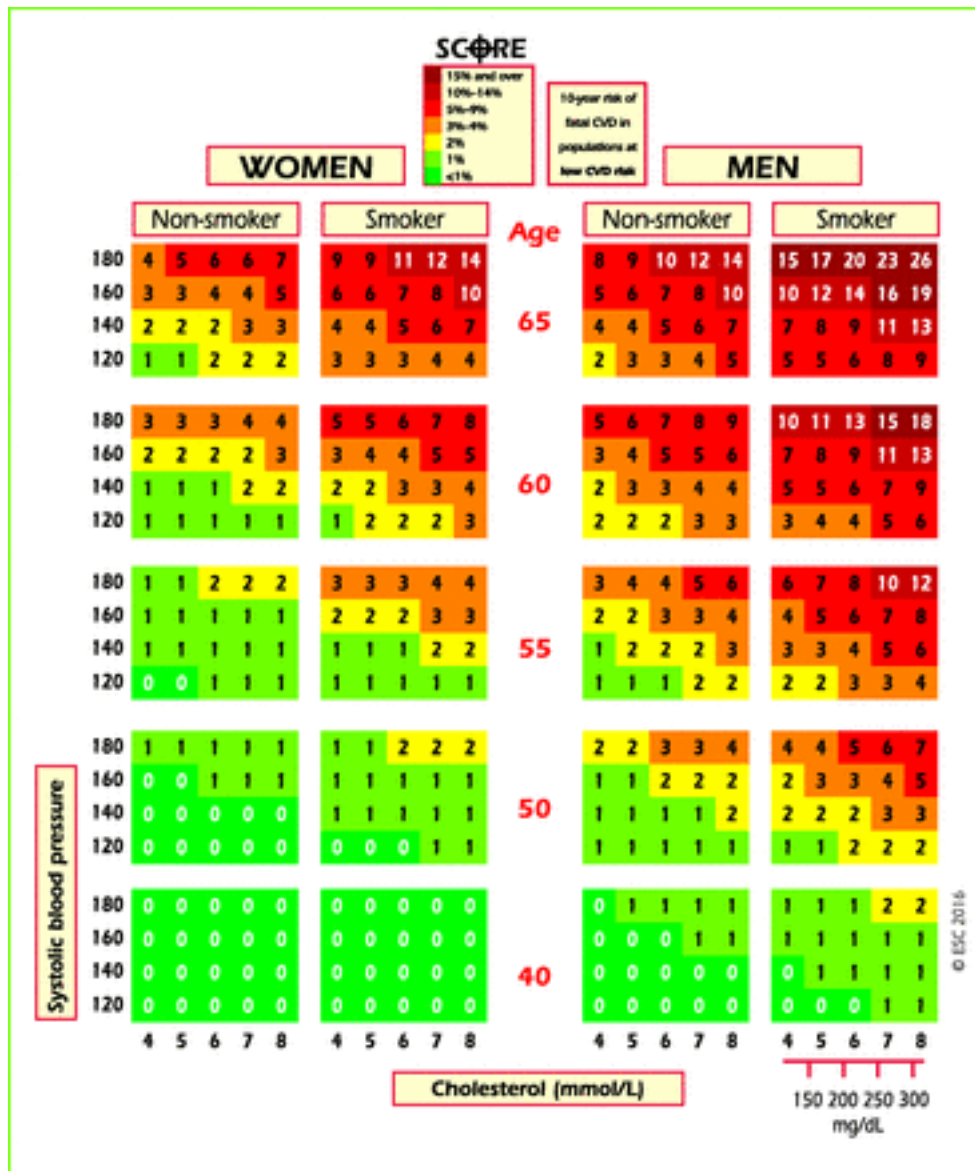 SCORE
15% and over
10%-14%
5%-9%
3%-4%
2%
1%
<1%
10-year risk of
fatal CVD in
populations at
low CVD risk
WOMEN MEN
Non-smoker Smoker Age Non-smoker Smoker
180 4 5 6 6 7 9 9 11 12 14 8 9 10 12 14 15 17 20 23 26
160 3 3 4 4 5 6 6 7 8 10 5 6 7 8 10 10 12 14 16 19
65
140 2 2 2 3 3 4 4 5 6 7 4 4 5 6 7 7 8 9 11 13
120 1 1 2 2 2 3 3 3 4 4 2 3 3 4 5 5 5 6 8 9
180 3 3 3 4 4 5 5 6 7 8 5 6 7 8 9 10 11 13 15 18
160 2 2 2 2 3 3 4 4 5 5 3 4 5 5 6 7 8 9 11 13
60
140 1 1 1 2 2 2 2 3 3 4 2 3 3 4 4 5 5 6 7 9
120 1 1 1 1 1 1 2 2 2 3 2 2 2 3 3 3 4 4 5 6
180 1 1 2 2 2 3 3 3 4 4 3 4 4 5 6 6 7 8 10 12
160 1 1 1 1 1 2 2 2 3 3 2 2 3 3 4 4 5 6 7 8
55
140 1 1 1 1 1 1 1 1 2 2 1 2 2 2 3 3 3 4 5 6
120 0 0 1 1 1 1 1 1 1 1 1 1 1 2 2 2 2 3 3 4
180 1 1 1 1 1 1 1 2 2 2 2 2 3 3 4 4 4 5 6 7
160 0 0 1 1 1 1 1 1 1 1 1 1 2 2 2 2 3 3 4 5
50
140 0 0 0 0 0 1 1 1 1 1 1 1 1 1 2 2 2 2 3 3
120 0 0 0 0 0 0 0 0 1 1 1 1 1 1 1 1 1 2 2 2
180 0 0 0 0 0 0 0 0 0 0 0 1 1 1 1 1 1 1 2 2
160 0 0 0 0 0 0 0 0 0 0 0 0 0 1 1 1 1 1 1 1
40
140 0 0 0 0 0 0 0 0 0 0 0 0 0 0 0 0 1 1 1 1
120 0 0 0 0 0 0 0 0 0 0 0 0 0 0 0 0 0 0 1 1
4 5 6 7 8 4 5 6 7 8 4 5 6 7 8 4 5 6 7 8
Systolic blood pressure
Cholesterol (mmol/L)
150 200 250 300
mg/dL
© ESC 2016